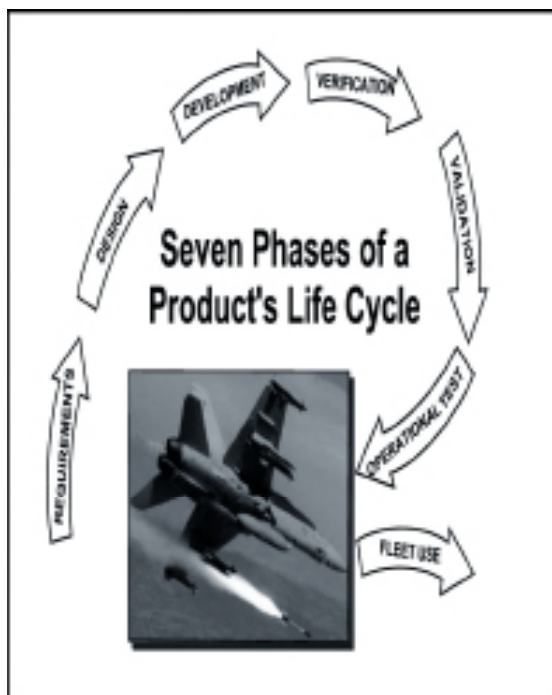 REQUIREMENTS
DESIGN
DEVELOPMENT
VERIFICATION
VALIDATION
OPERATIONAL TEST
FLEET USE
Seven Phases of a
Product's Life Cycle